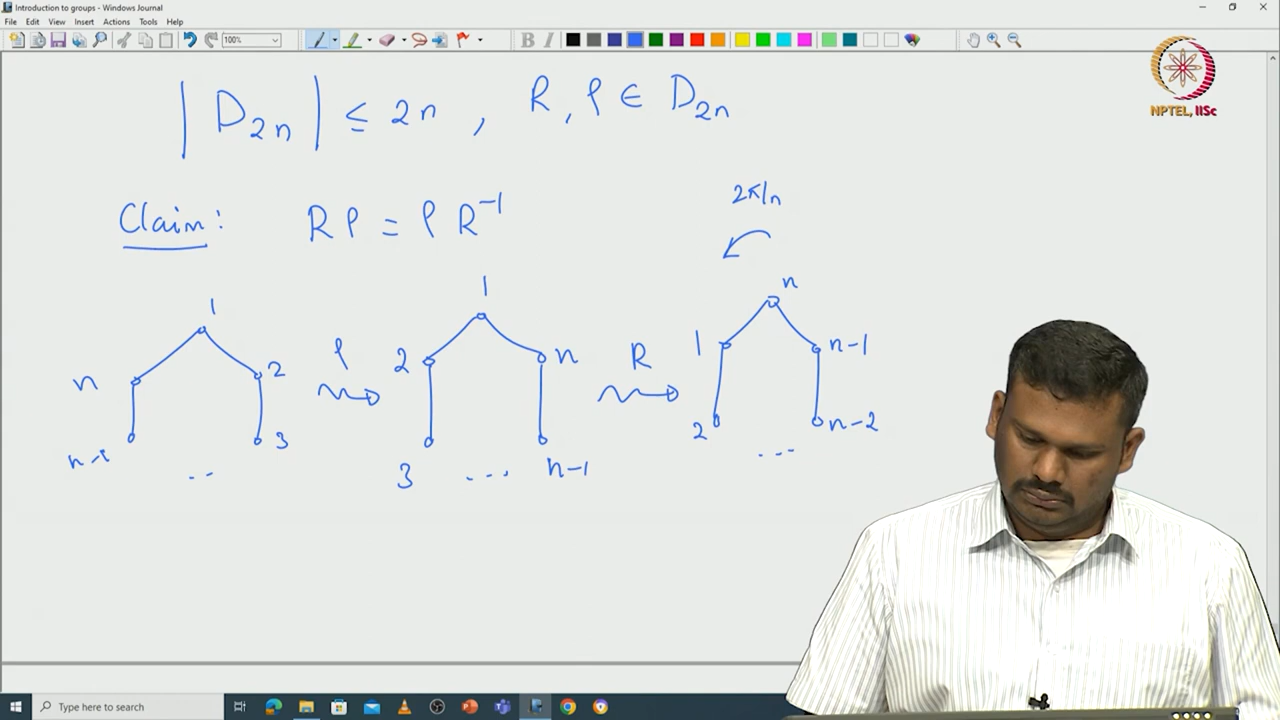 Introduction to groups - Windows Journal
File Edit View Insert Actions Tools Help
100% B I
NPTEL, IISc
| D₂ₙ | ≤ 2n , R, ρ ∈ D₂ₙ
2π/n
Claim: Rρ = ρR⁻¹
1 1 n
n 2 ρ 2 n R 1 n-1
n-1 3 3 n-1 2 n-2
.. ... ...
Type here to search